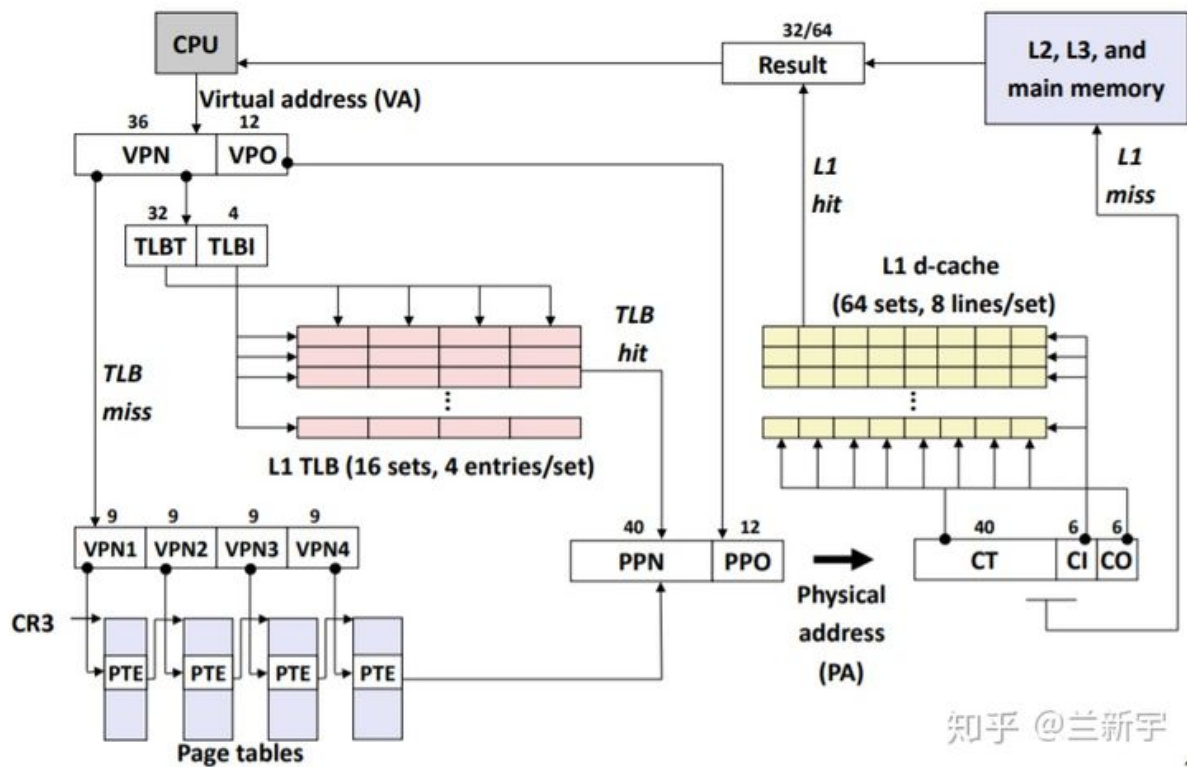 CPU
32/64
Result
L2, L3, and
main memory
Virtual address (VA)
36
12
VPN
VPO
L1
hit
L1
miss
32
4
TLBT
TLBI
L1 d-cache
(64 sets, 8 lines/set)
TLB
hit
TLB
miss
...
...
L1 TLB (16 sets, 4 entries/set)
9
9
9
9
VPN1
VPN2
VPN3
VPN4
40
12
PPN
PPO
40
6
6
CT
CI
CO
Physical
address
(PA)
CR3
PTE
PTE
PTE
PTE
Page tables
知乎 @兰新宇